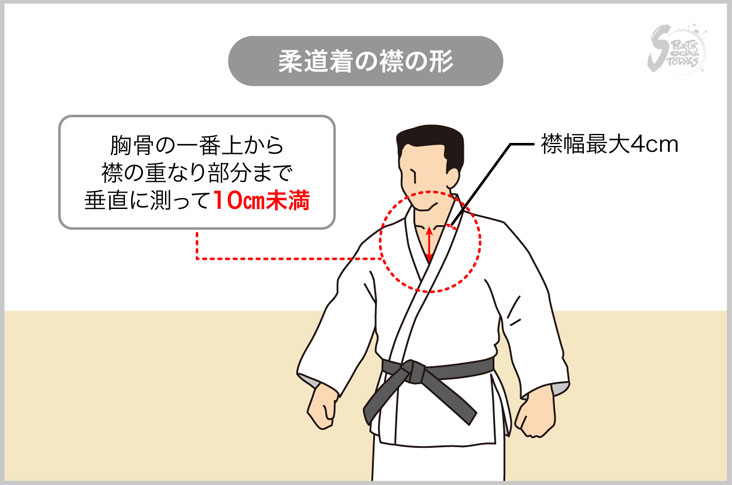 柔道着の襟の形
SPORTS
SOCIAL
STORIES
胸骨の一番上から
襟の重なり部分まで
垂直に測って10㎝未満
襟幅最大4cm